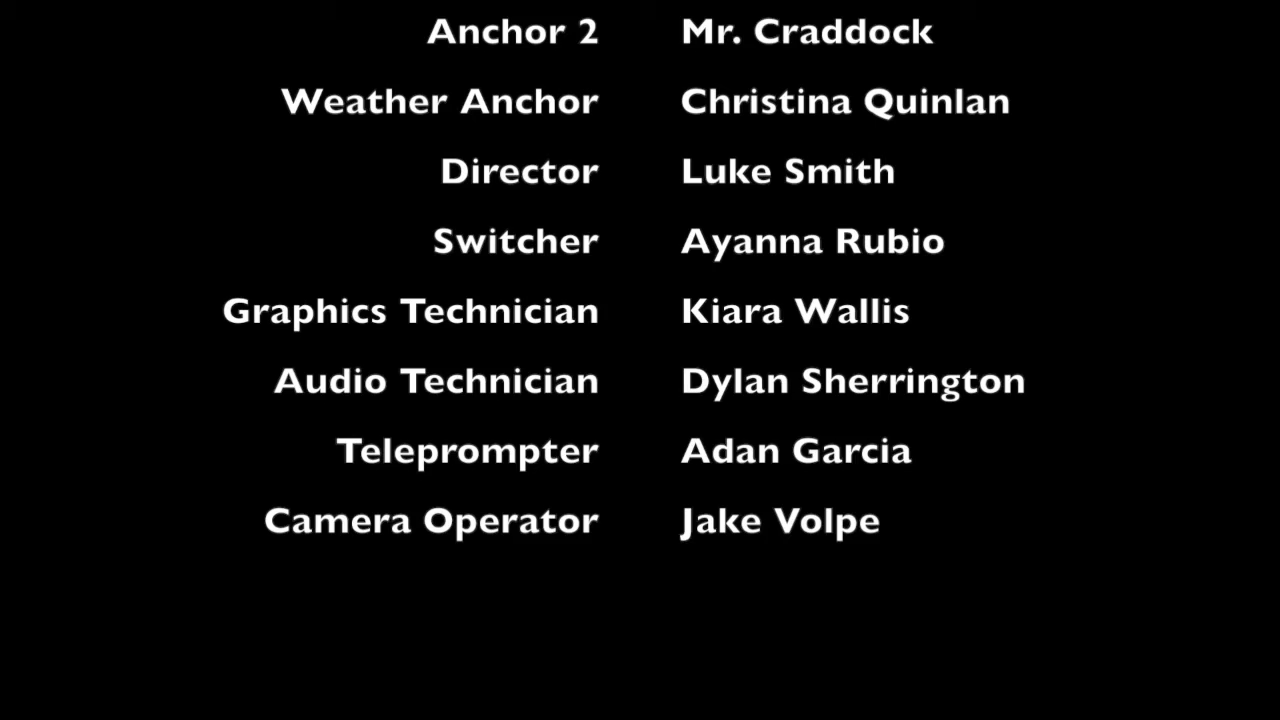 Anchor 2 Mr. Craddock
Weather Anchor Christina Quinlan
Director Luke Smith
Switcher Ayanna Rubio
Graphics Technician Kiara Wallis
Audio Technician Dylan Sherrington
Teleprompter Adan Garcia
Camera Operator Jake Volpe